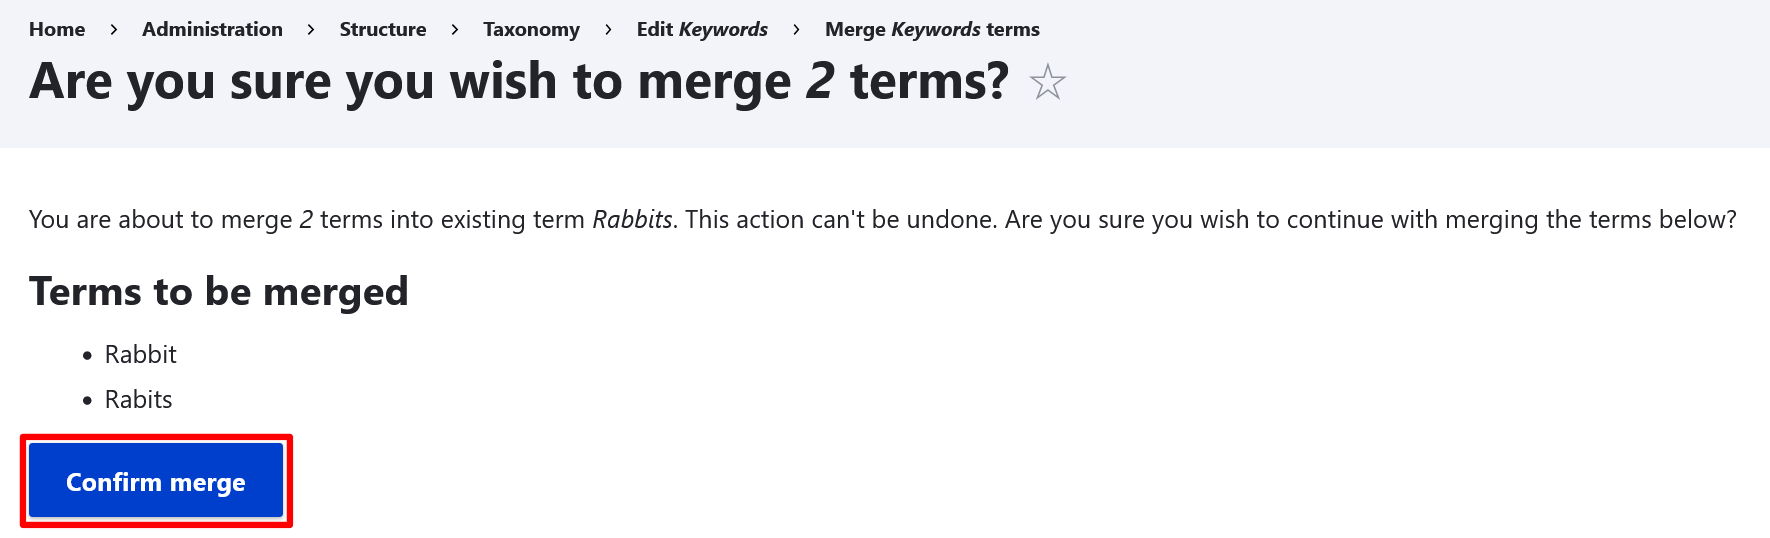 Home > Administration > Structure > Taxonomy > Edit Keywords > Merge Keywords terms
Are you sure you wish to merge 2 terms?
You are about to merge 2 terms into existing term Rabbits. This action can't be undone. Are you sure you wish to continue with merging the terms below?
Terms to be merged
• Rabbit
• Rabits
Confirm merge